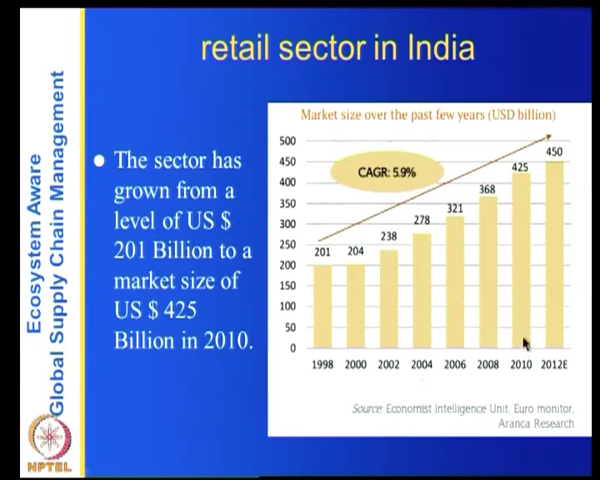 retail sector in India
Ecosystem Aware
Global Supply Chain Management
The sector has
grown from a
level of US $
201 Billion to a
market size of
US $ 425
Billion in 2010.
Market size over the past few years (USD billion)
CAGR: 5.9%
500
450
400
350
300
250
200
150
100
50
0
201
204
238
278
321
368
425
450
1998 2000 2002 2004 2006 2008 2010 2012E
Source: Economist Intelligence Unit. Euro monitor,
Aranca Research
NPTEL